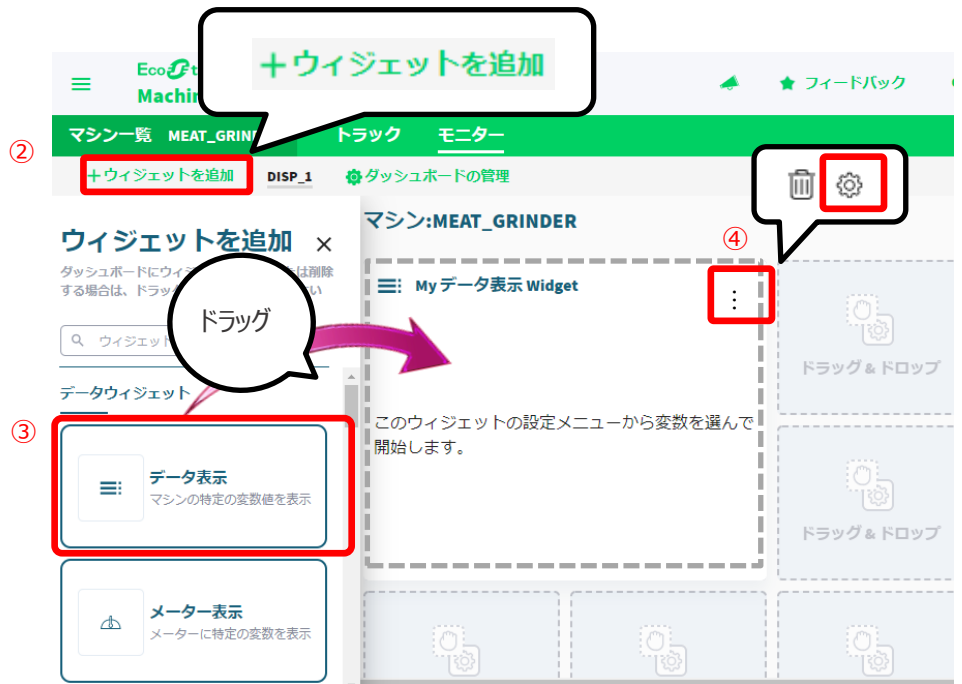 +ウィジェットを追加
Eco
Machin
フィードバック
マシン一覧 MEAT_GRIN トラック モニター
②
+ウィジェットを追加 DISP_1 ダッシュボードの管理
マシン:MEAT_GRINDER
④
ウィジェットを追加 ×
ダッシュボードにウィジ は削除
する場合は、ドラッ い
My データ表示 Widget
ドラッグ
ウィジェット
ドラッグ & ドロップ
データウィジェット
③
このウィジェットの設定メニューから変数を選んで
開始します。
データ表示
マシンの特定の変数値を表示
ドラッグ & ドロップ
メーター表示
メーターに特定の変数を表示